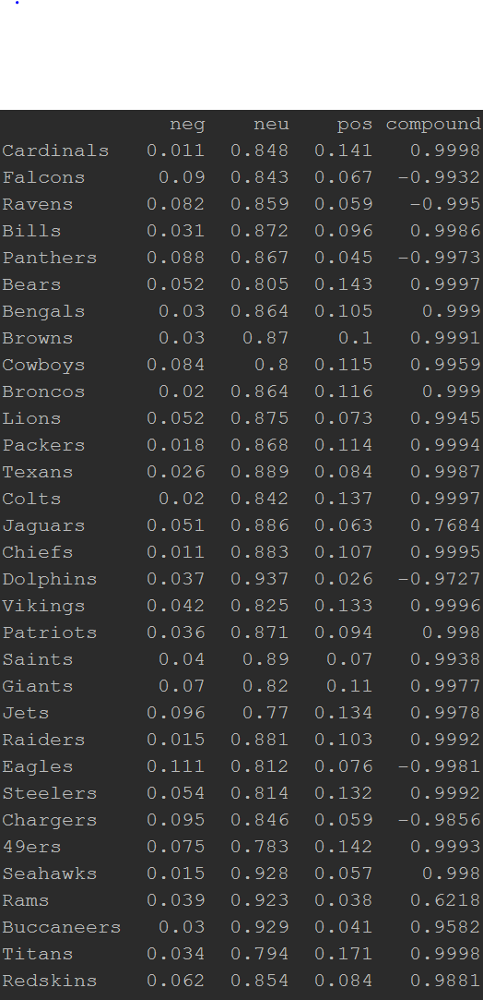 neg neu pos compound
Cardinals 0.011 0.848 0.141 0.9998
Falcons 0.09 0.843 0.067 -0.9932
Ravens 0.082 0.859 0.059 -0.995
Bills 0.031 0.872 0.096 0.9986
Panthers 0.088 0.867 0.045 -0.9973
Bears 0.052 0.805 0.143 0.9997
Bengals 0.03 0.864 0.105 0.999
Browns 0.03 0.87 0.1 0.9991
Cowboys 0.084 0.8 0.115 0.9959
Broncos 0.02 0.864 0.116 0.999
Lions 0.052 0.875 0.073 0.9945
Packers 0.018 0.868 0.114 0.9994
Texans 0.026 0.889 0.084 0.9987
Colts 0.02 0.842 0.137 0.9997
Jaguars 0.051 0.886 0.063 0.7684
Chiefs 0.011 0.883 0.107 0.9995
Dolphins 0.037 0.937 0.026 -0.9727
Vikings 0.042 0.825 0.133 0.9996
Patriots 0.036 0.871 0.094 0.998
Saints 0.04 0.89 0.07 0.9938
Giants 0.07 0.82 0.11 0.9977
Jets 0.096 0.77 0.134 0.9978
Raiders 0.015 0.881 0.103 0.9992
Eagles 0.111 0.812 0.076 -0.9981
Steelers 0.054 0.814 0.132 0.9992
Chargers 0.095 0.846 0.059 -0.9856
49ers 0.075 0.783 0.142 0.9993
Seahawks 0.015 0.928 0.057 0.998
Rams 0.039 0.923 0.038 0.6218
Buccaneers 0.03 0.929 0.041 0.9582
Titans 0.034 0.794 0.171 0.9998
Redskins 0.062 0.854 0.084 0.9881